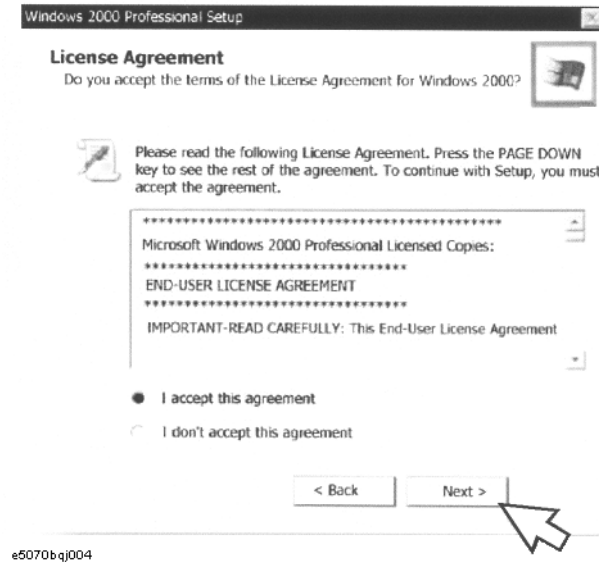 Windows 2000 Professional Setup
License Agreement
Do you accept the terms of the License Agreement for Windows 2000?
Please read the following License Agreement. Press the PAGE DOWN
key to see the rest of the agreement. To continue with Setup, you must
accept the agreement.
*********************************************
Microsoft Windows 2000 Professional Licensed Copies:
*********************************
END-USER LICENSE AGREEMENT
*********************************
IMPORTANT-READ CAREFULLY: This End-User License Agreement
I accept this agreement
I don't accept this agreement
< Back
Next >
e5070bqj004